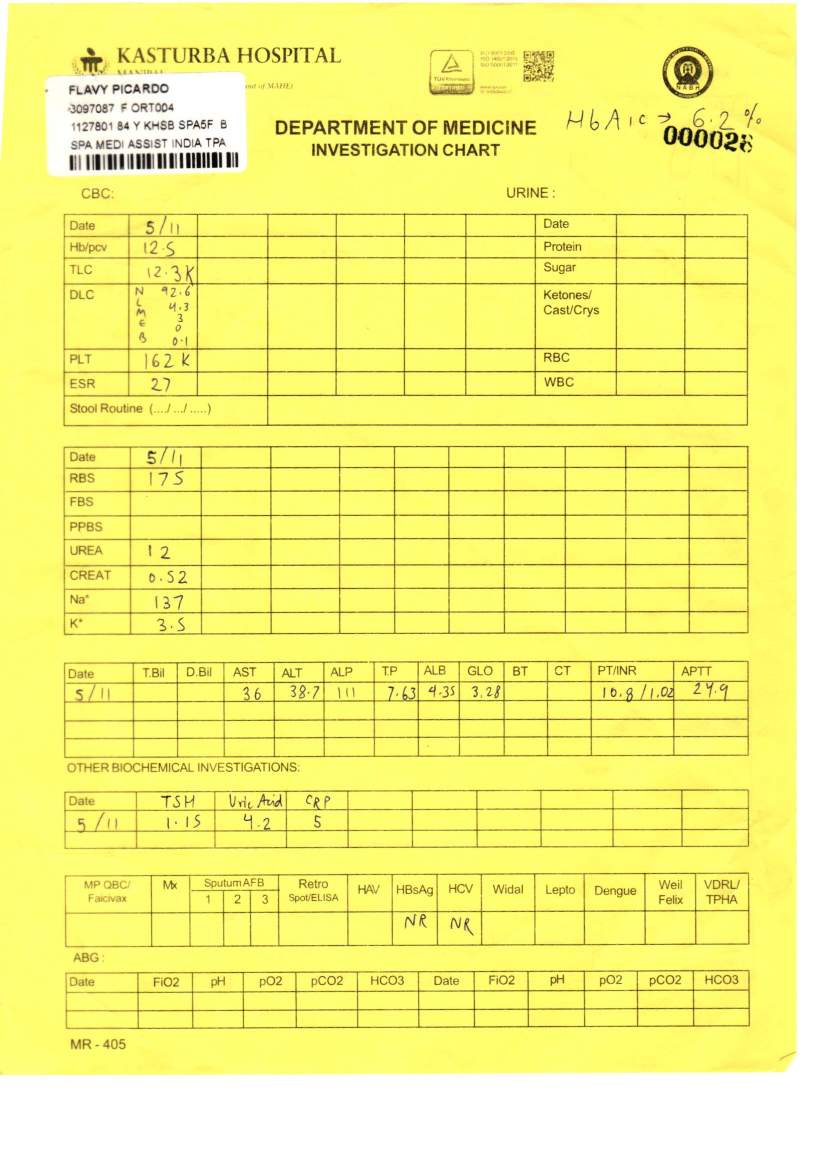 KASTURBA HOSPITAL
MANIPAL
FLAVY PICARDO
3097087 F ORT004
1127801 84 Y KHSB SPA5F B
SPA MEDI ASSIST INDIA TPA
DEPARTMENT OF MEDICINE
INVESTIGATION CHART
HbA1c → 6.2 %
000028
CBC: URINE :
Date 5/11 Date
Hb/pcv 12.5 Protein
TLC 12.3K Sugar
DLC N 92.6 Ketones/
L 4.3 Cast/Crys
M 3
E 0
B 0.1
PLT 162 K RBC
ESR 27 WBC
Stool Routine (..../ .../ .....)
Date 5/11
RBS 175
FBS
PPBS
UREA 12
CREAT 0.52
Na+ 137
K+ 3.5
Date T.Bil D.Bil AST ALT ALP T.P ALB GLO BT CT PT/INR APTT
5/11 36 38.7 111 7.63 4.35 3.28 10.8 /1.02
OTHER BIOCHEMICAL INVESTIGATIONS:
Date TSH Uric Acid CRP
5/11 1.15 4.2 5
MP QBC/ Faicivax Mx Sputum AFB 1 2 3 Retro Spot/ELISA HAV HBsAg HCV Widal Lepto Dengue Weil Felix VDRL/ TPHA
NR NR
ABG :
Date FiO2 pH pO2 pCO2 HCO3 Date FiO2 pH pO2 pCO2 HCO3
MR - 405